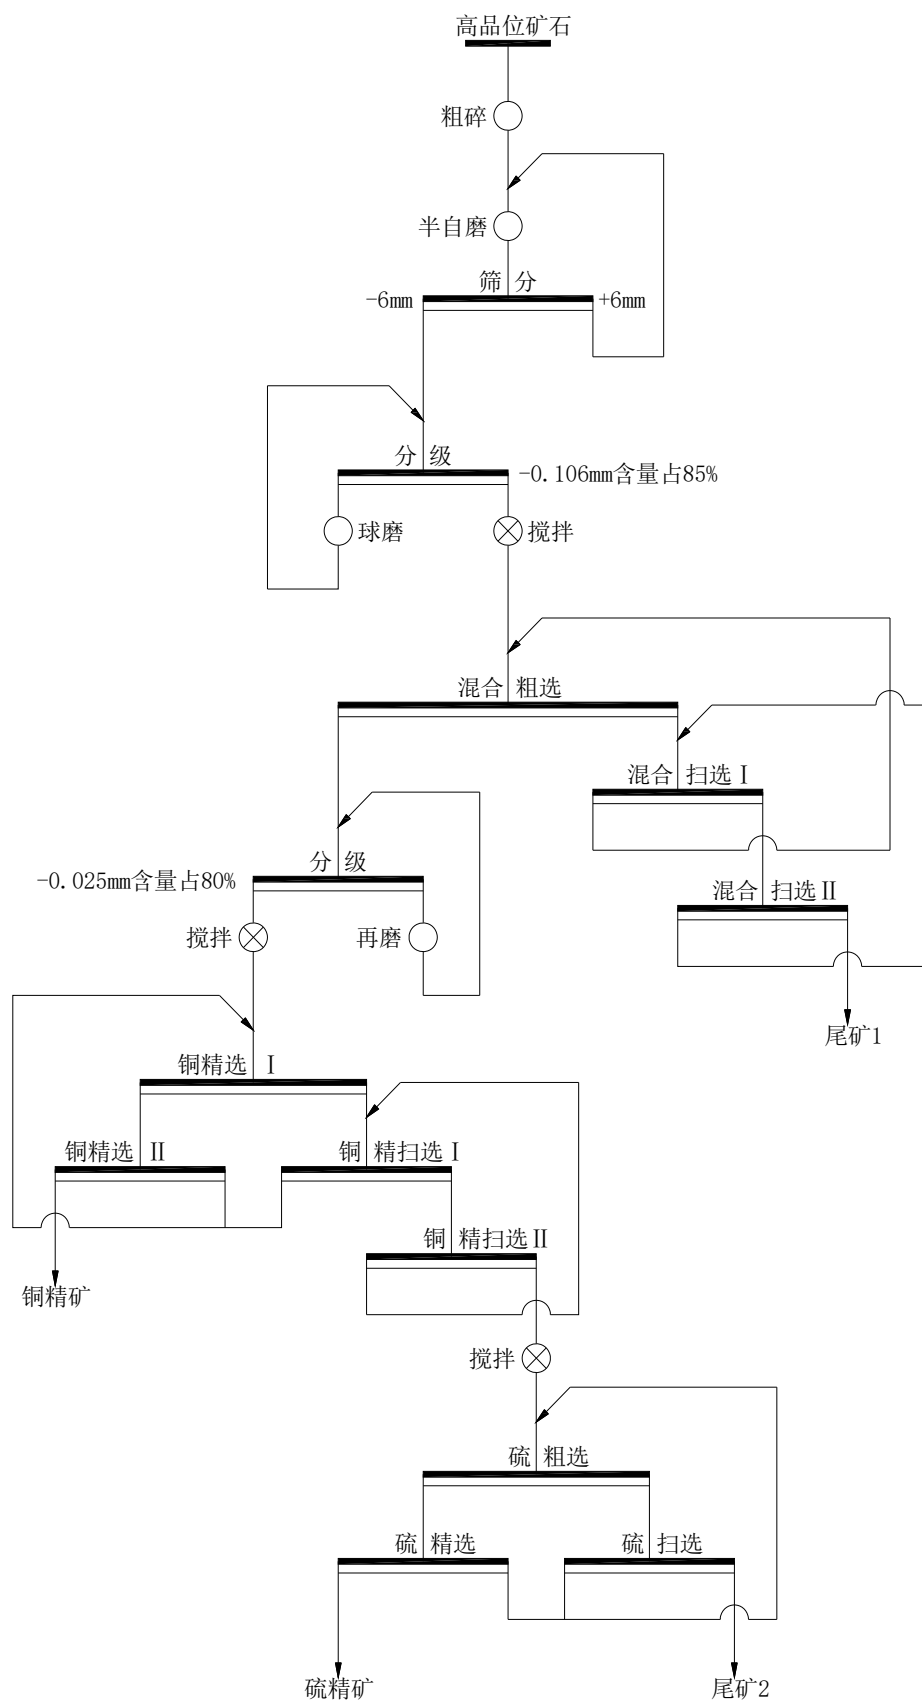 高品位矿石
粗碎
半自磨
筛 分
-6mm
+6mm
分 级
-0.106mm含量占85%
球磨
搅拌
混合 粗选
混合 扫选Ⅰ
分 级
-0.025mm含量占80%
混合 扫选Ⅱ
搅拌
再磨
尾矿1
铜精选 Ⅰ
铜精选 Ⅱ
铜 精扫选Ⅰ
铜 精扫选Ⅱ
铜精矿
搅拌
硫 粗选
硫 精选
硫 扫选
硫精矿
尾矿2